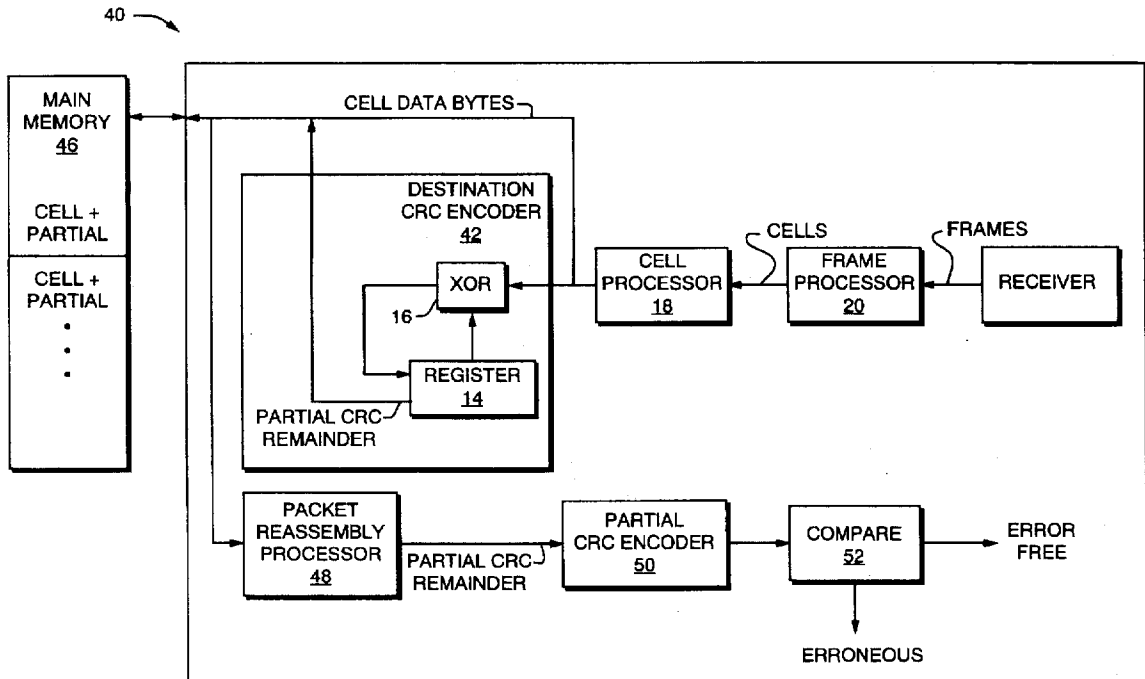 40
MAIN
MEMORY
46
CELL +
PARTIAL
CELL +
PARTIAL
CELL DATA BYTES
DESTINATION
CRC ENCODER
42
XOR
16
REGISTER
14
PARTIAL CRC
REMAINDER
CELL
PROCESSOR
18
CELLS
FRAME
PROCESSOR
20
FRAMES
RECEIVER
PACKET
REASSEMBLY
PROCESSOR
48
PARTIAL CRC
REMAINDER
PARTIAL
CRC ENCODER
50
COMPARE
52
ERROR
FREE
ERRONEOUS